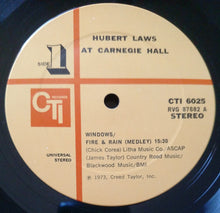 HUBERT LAWS
AT CARNEGIE HALL
SIDE 1
CTI RECORDS
CTI 6025
RVG 87682 A
STEREO
UNIVERSAL
STEREO
WINDOWS/
FIRE & RAIN (MEDLEY) 15:30
(Chick Corea) Litha Music Co./ASCAP
(James Taylor) Country Road Music/
Blackwood Music/BMI
℗ 1973, Creed Taylor, Inc.